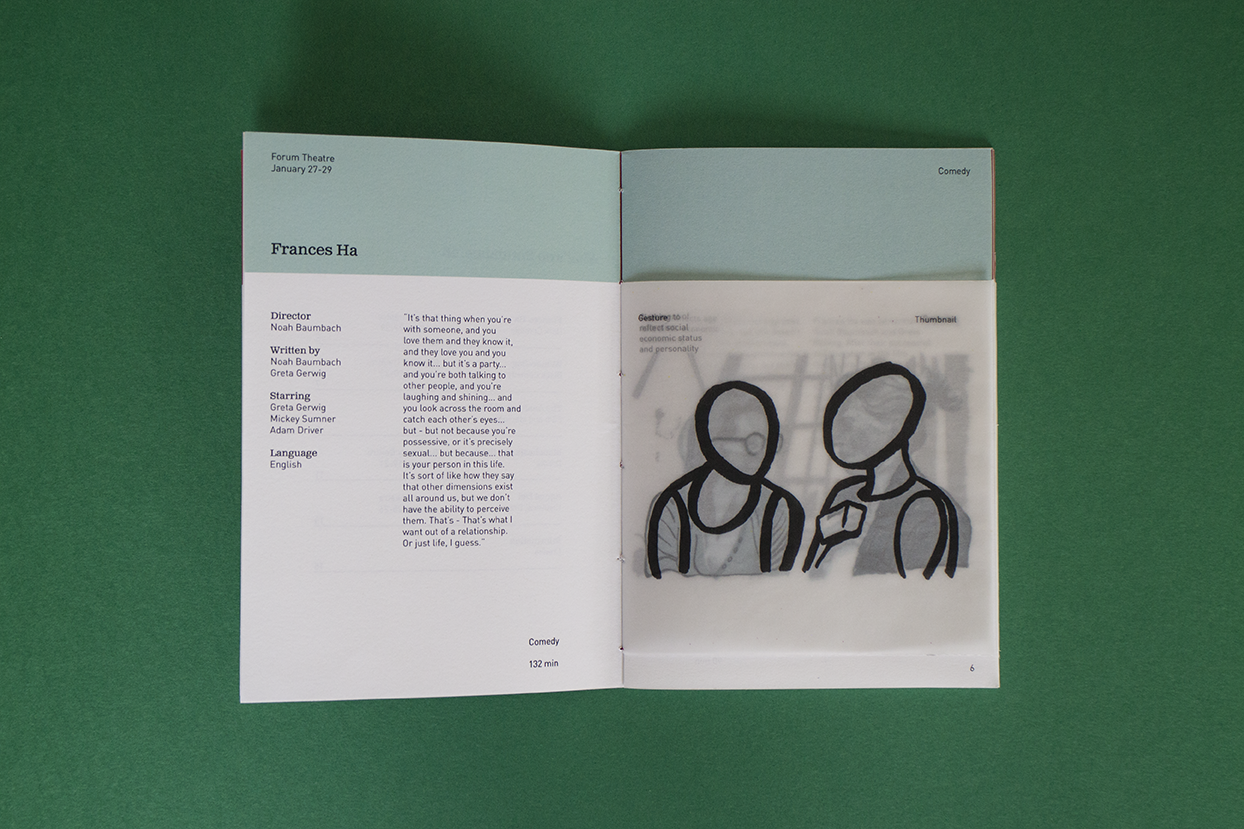 Forum Theatre
January 27-29
Frances Ha
Director
Noah Baumbach
Written by
Noah Baumbach
Greta Gerwig
Starring
Greta Gerwig
Mickey Sumner
Adam Driver
Language
English
"It's that thing when you're
with someone, and you
love them and they know it,
and they love you and you
know it... but it's a party...
and you're both talking to
other people, and you're
laughing and shining... and
you look across the room and
catch each other's eyes...
but - but not because you're
possessive, or it's precisely
sexual... but because... that
is your person in this life.
It's sort of like how they say
that other dimensions exist
all around us, but we don't
have the ability to perceive
them. That's - That's what I
want out of a relationship.
Or just life, I guess."
Comedy
132 min
Comedy
Gesture to
reflect social
economic status
and personality
Thumbnail
6